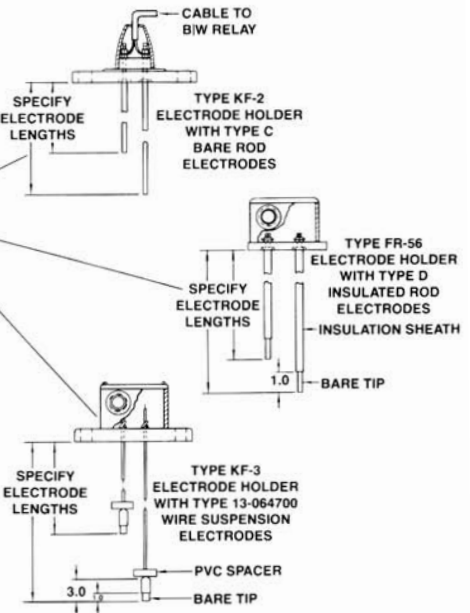 CABLE TO
B|W RELAY
SPECIFY
ELECTRODE
LENGTHS
TYPE KF-2
ELECTRODE HOLDER
WITH TYPE C
BARE ROD
ELECTRODES
TYPE FR-56
ELECTRODE HOLDER
WITH TYPE D
INSULATED ROD
ELECTRODES
SPECIFY
ELECTRODE
LENGTHS
INSULATION SHEATH
1.0
BARE TIP
SPECIFY
ELECTRODE
LENGTHS
TYPE KF-3
ELECTRODE HOLDER
WITH TYPE 13-064700
WIRE SUSPENSION
ELECTRODES
PVC SPACER
3.0
1.0
BARE TIP